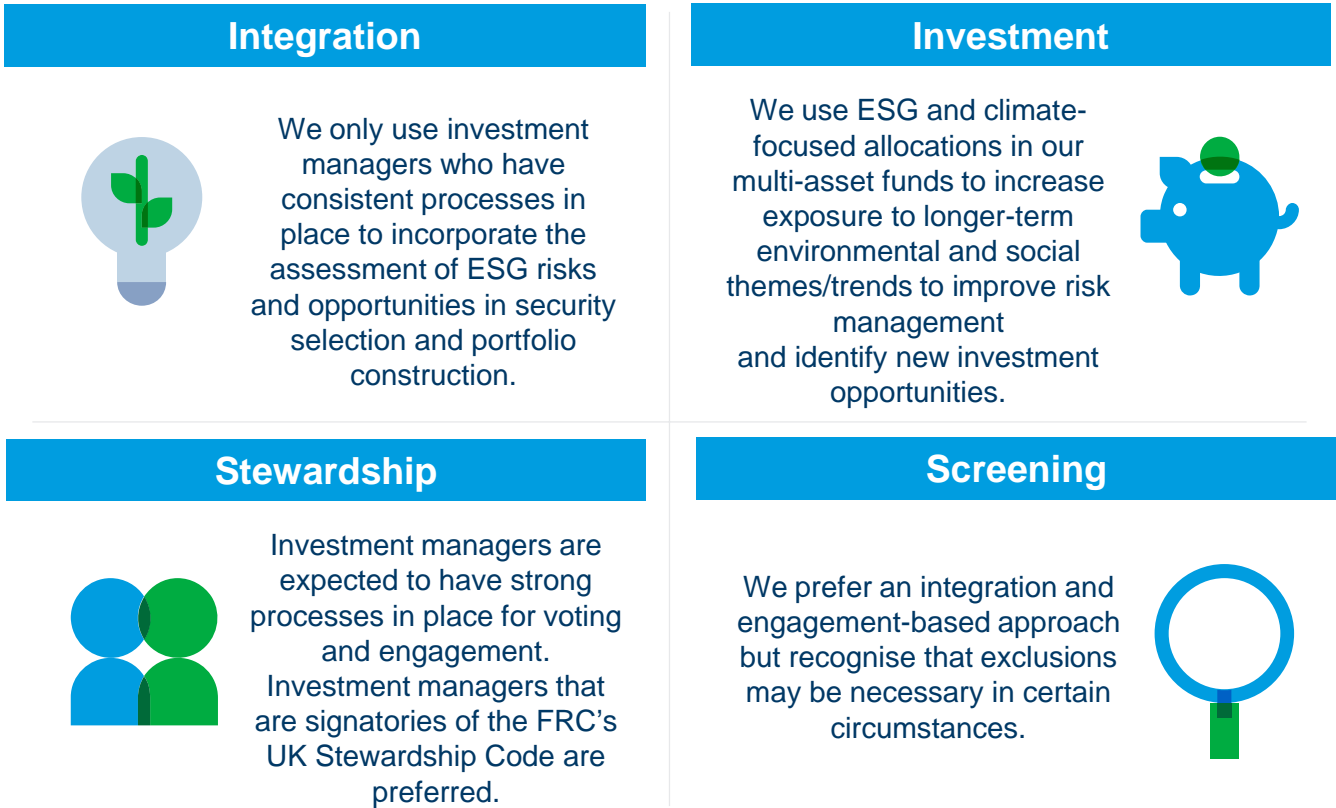 Integration
We only use investment
managers who have
consistent processes in
place to incorporate the
assessment of ESG risks
and opportunities in security
selection and portfolio
construction.
Investment
We use ESG and climate-
focused allocations in our
multi-asset funds to increase
exposure to longer-term
environmental and social
themes/trends to improve risk
management
and identify new investment
opportunities.
Stewardship
Investment managers are
expected to have strong
processes in place for voting
and engagement.
Investment managers that
are signatories of the FRC’s
UK Stewardship Code are
preferred.
Screening
We prefer an integration and
engagement-based approach
but recognise that exclusions
may be necessary in certain
circumstances.